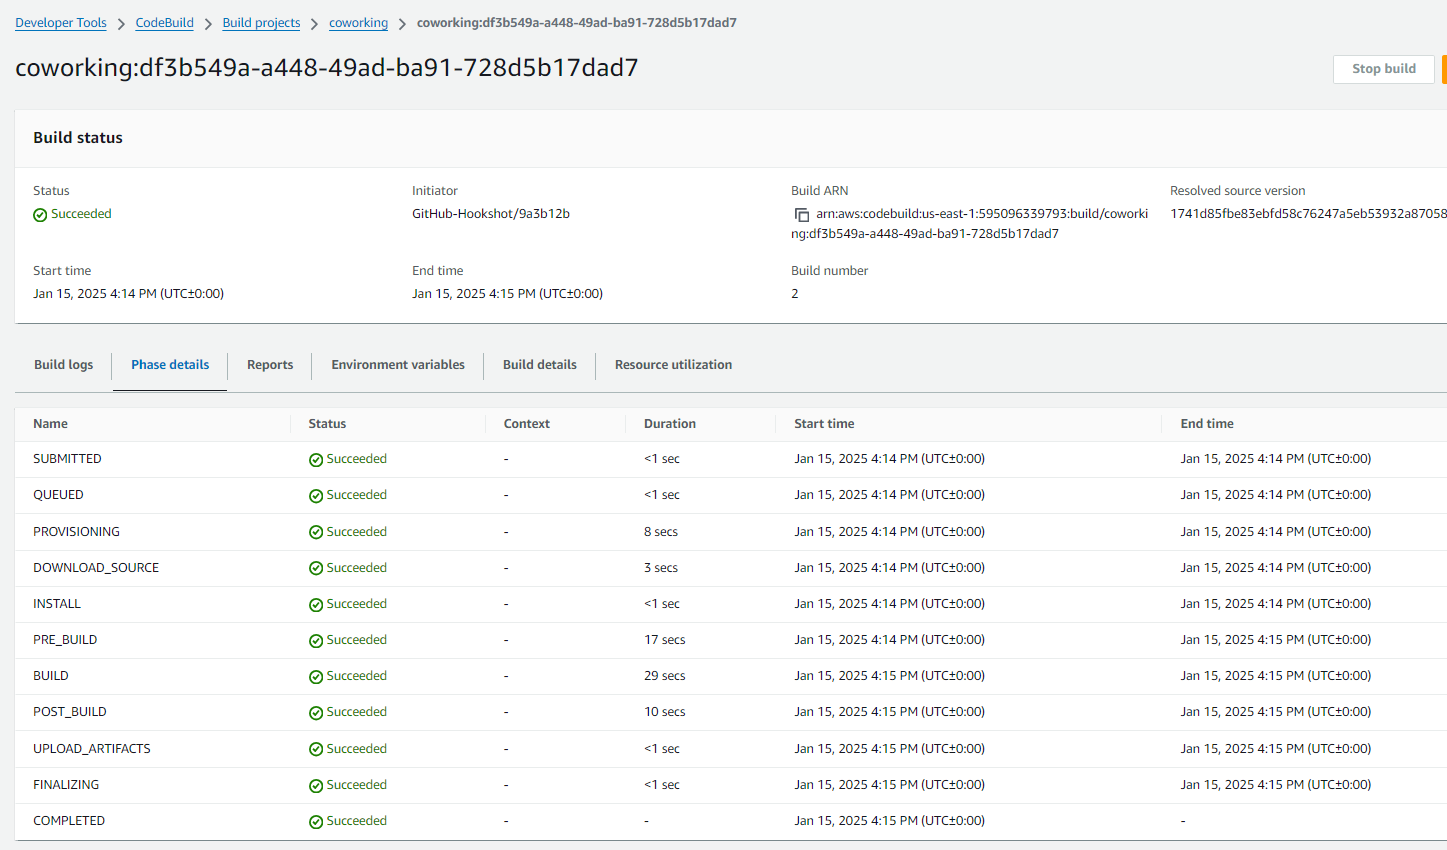 Developer Tools > CodeBuild > Build projects > coworking > coworking:df3b549a-a448-49ad-ba91-728d5b17dad7
coworking:df3b549a-a448-49ad-ba91-728d5b17dad7
Stop build
Build status
Status Initiator Build ARN Resolved source version
Succeeded GitHub-Hookshot/9a3b12b arn:aws:codebuild:us-east-1:595096339793:build/coworki 1741d85fbe83ebfd58c76247a5eb53932a87058
ng:df3b549a-a448-49ad-ba91-728d5b17dad7
Start time End time Build number
Jan 15, 2025 4:14 PM (UTC±0:00) Jan 15, 2025 4:15 PM (UTC±0:00) 2
Build logs Phase details Reports Environment variables Build details Resource utilization
Name Status Context Duration Start time End time
SUBMITTED Succeeded - <1 sec Jan 15, 2025 4:14 PM (UTC±0:00) Jan 15, 2025 4:14 PM (UTC±0:00)
QUEUED Succeeded - <1 sec Jan 15, 2025 4:14 PM (UTC±0:00) Jan 15, 2025 4:14 PM (UTC±0:00)
PROVISIONING Succeeded - 8 secs Jan 15, 2025 4:14 PM (UTC±0:00) Jan 15, 2025 4:14 PM (UTC±0:00)
DOWNLOAD_SOURCE Succeeded - 3 secs Jan 15, 2025 4:14 PM (UTC±0:00) Jan 15, 2025 4:14 PM (UTC±0:00)
INSTALL Succeeded - <1 sec Jan 15, 2025 4:14 PM (UTC±0:00) Jan 15, 2025 4:14 PM (UTC±0:00)
PRE_BUILD Succeeded - 17 secs Jan 15, 2025 4:14 PM (UTC±0:00) Jan 15, 2025 4:15 PM (UTC±0:00)
BUILD Succeeded - 29 secs Jan 15, 2025 4:15 PM (UTC±0:00) Jan 15, 2025 4:15 PM (UTC±0:00)
POST_BUILD Succeeded - 10 secs Jan 15, 2025 4:15 PM (UTC±0:00) Jan 15, 2025 4:15 PM (UTC±0:00)
UPLOAD_ARTIFACTS Succeeded - <1 sec Jan 15, 2025 4:15 PM (UTC±0:00) Jan 15, 2025 4:15 PM (UTC±0:00)
FINALIZING Succeeded - <1 sec Jan 15, 2025 4:15 PM (UTC±0:00) Jan 15, 2025 4:15 PM (UTC±0:00)
COMPLETED Succeeded - - Jan 15, 2025 4:15 PM (UTC±0:00) -